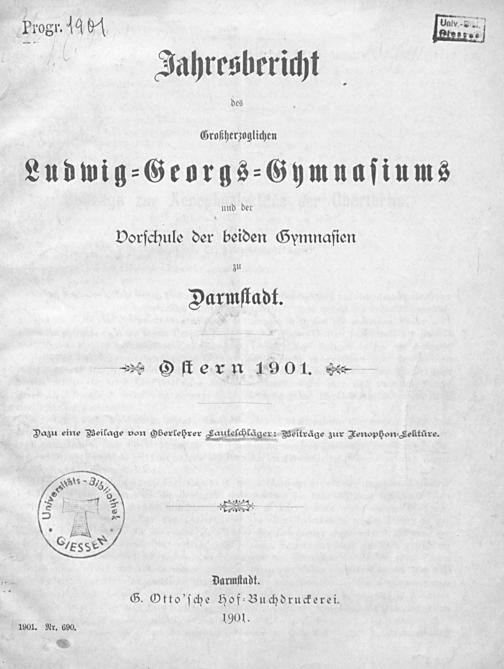 Progr. 1901
Univ.-Bibl.
Giessen
Jahresbericht
des
Großherzoglichen
Ludwig-Georgs-Gymnasiums
und der
Vorschule der beiden Gymnasien
zu
Darmstadt.
Ostern 1901.
Dazu eine Beilage von Oberlehrer Lauteschläger: Beiträge zur Xenophon-Lektüre.
Universitäts-Bibliothek
GIESSEN
Darmstadt.
G. Otto'sche Hof-Buchdruckerei.
1901.
1901. Nr. 690.